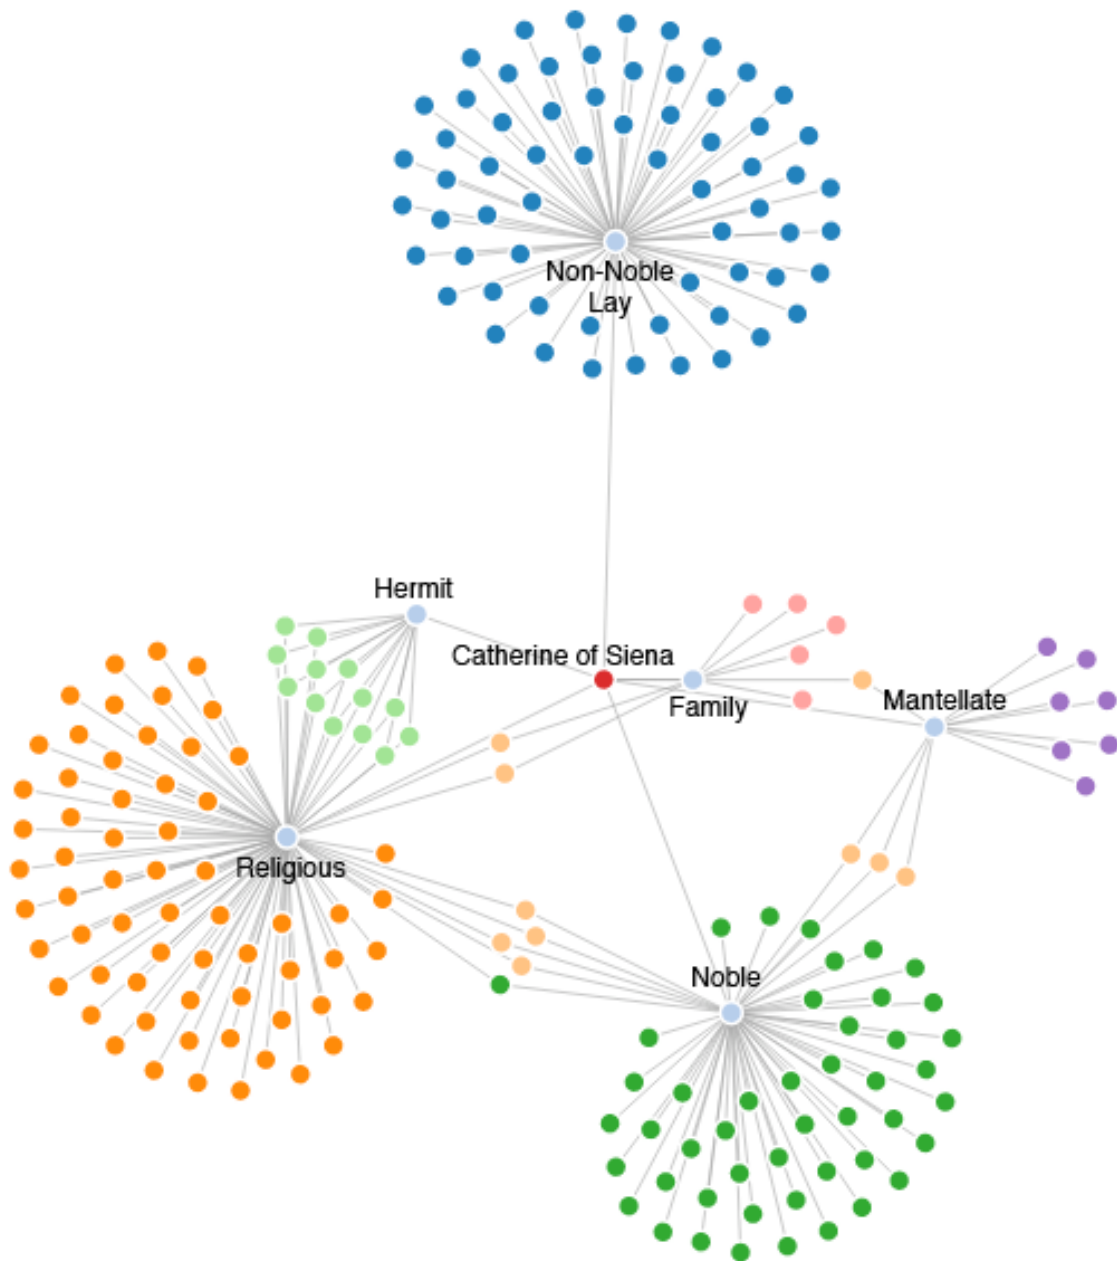 Non-Noble
Lay
Hermit
Catherine of Siena
Family
Mantellate
Religious
Noble